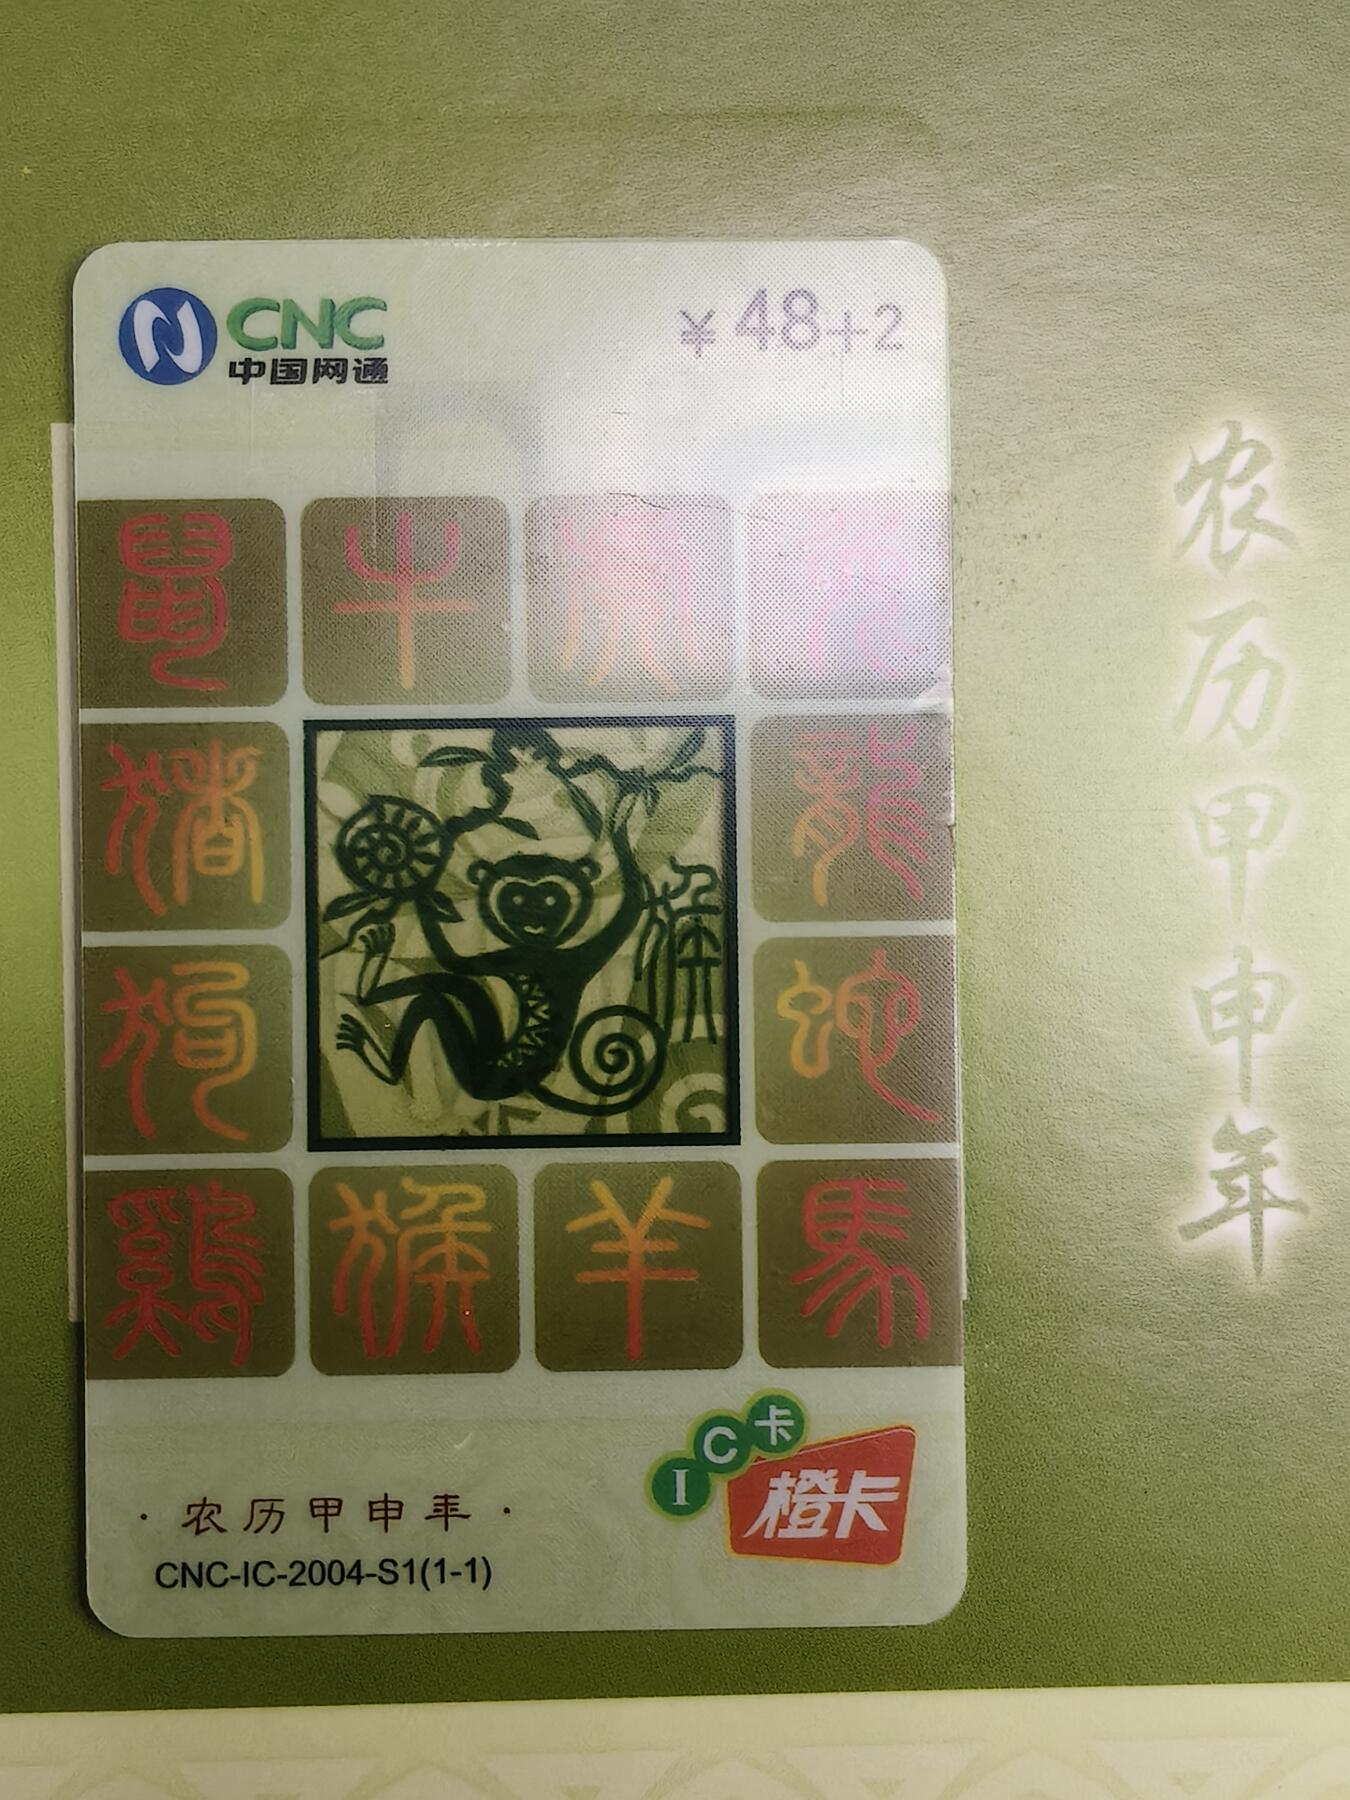 CNC
中国网通
¥48+2
鼠 牛 虎 兔
猪 龍
猴
狗 蛇
鷄 猴 羊 馬
IC卡
橙卡
·农历甲申年·
CNC-IC-2004-S1(1-1)
农历甲申年